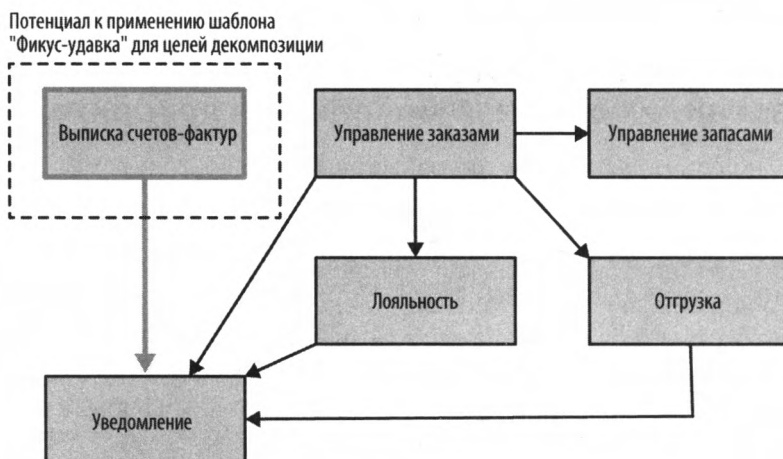 Потенциал к применению шаблона
"Фикус-удавка" для целей декомпозиции
Выписка счетов-фактур
Управление заказами
Управление запасами
Лояльность
Отгрузка
Уведомление